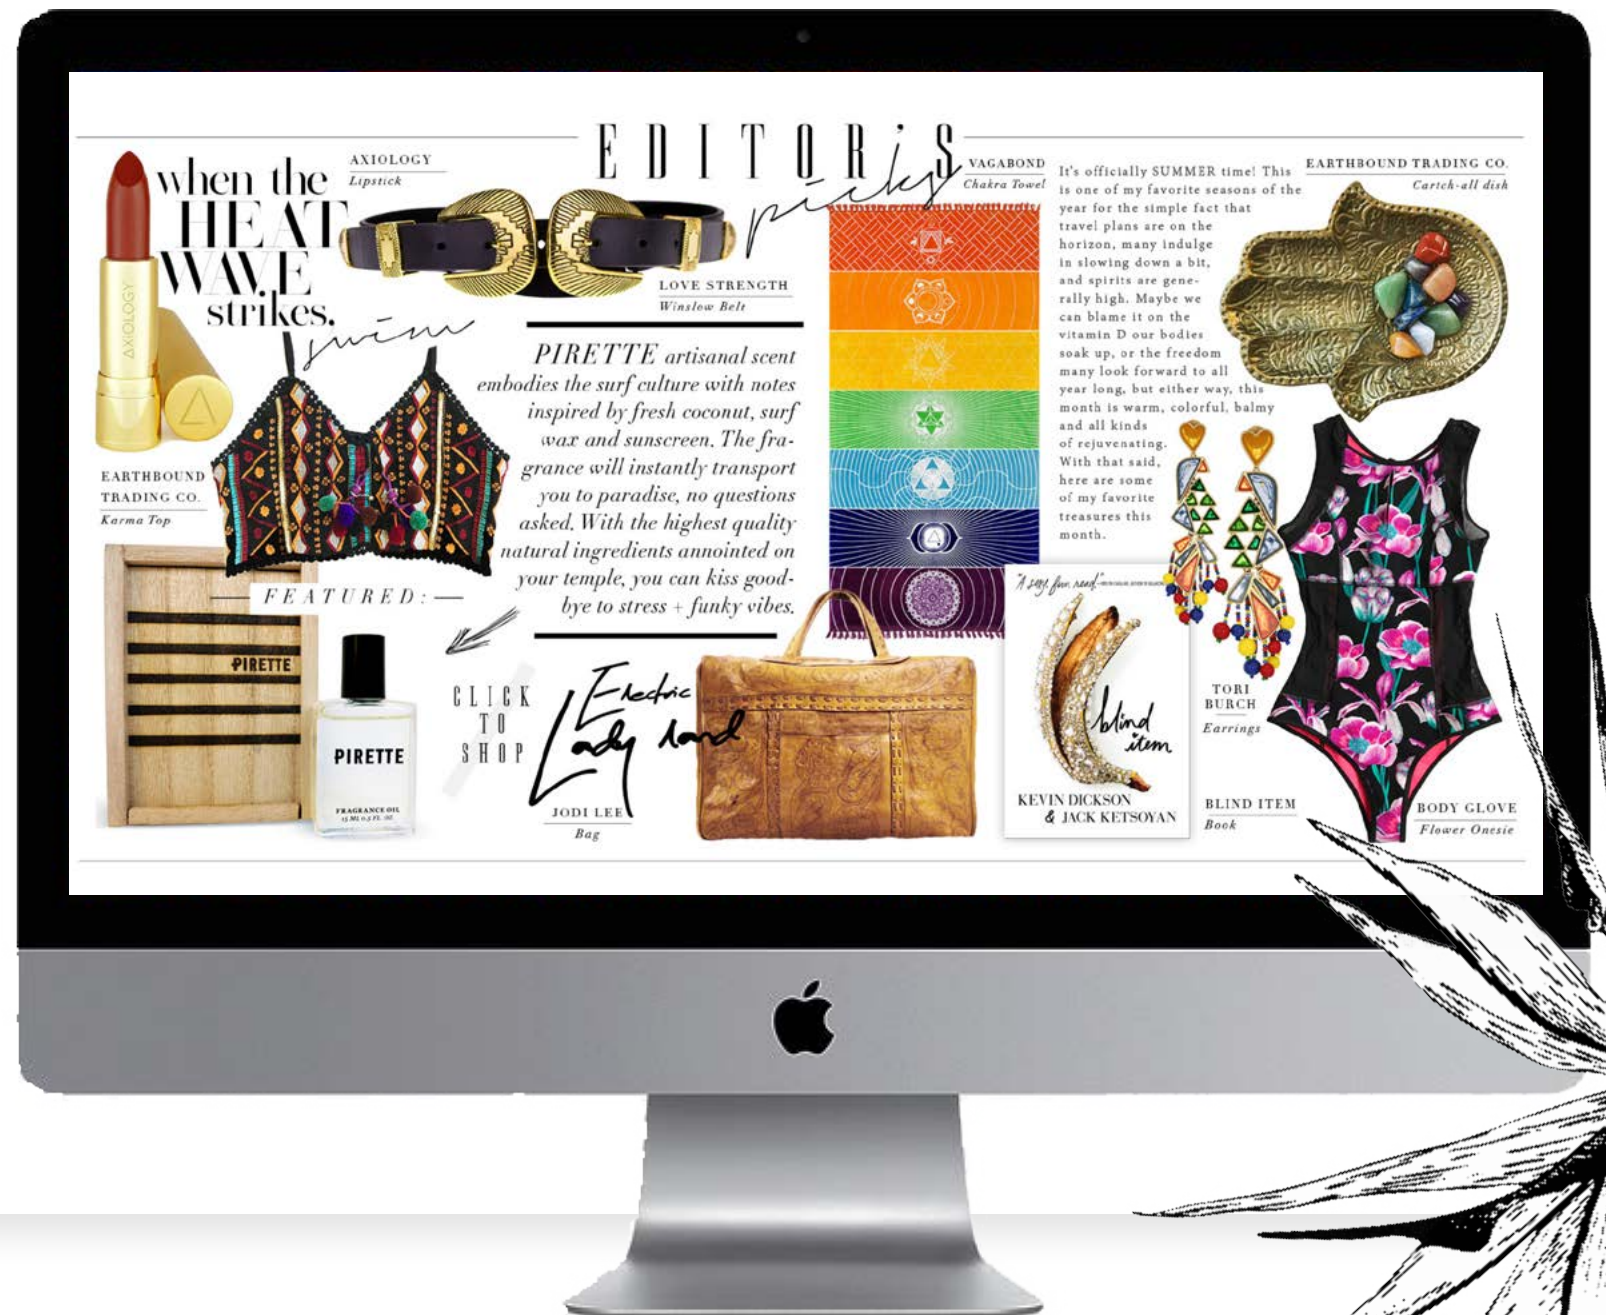 EDITOR'S
picks
AXIOLOGY
Lipstick
when the
HEAT
WAVE
strikes.
swim
AXIOLOGY
LOVE STRENGTH
Winslow Belt
VAGABOND
Chakra Towel
It's officially SUMMER time! This
is one of my favorite seasons of the
year for the simple fact that
travel plans are on the
horizon, many indulge
in slowing down a bit,
and spirits are gene-
rally high. Maybe we
can blame it on the
vitamin D our bodies
soak up, or the freedom
many look forward to all
year long, but either way, this
month is warm, colorful, balmy
and all kinds
of rejuvenating.
With that said,
here are some
of my favorite
treasures this
month.
EARTHBOUND TRADING CO.
Cartch-all dish
PIRETTE artisanal scent
embodies the surf culture with notes
inspired by fresh coconut, surf
wax and sunscreen. The fra-
grance will instantly transport
you to paradise, no questions
asked. With the highest quality
natural ingredients annointed on
your temple, you can kiss good-
bye to stress + funky vibes.
EARTHBOUND
TRADING CO.
Karma Top
FEATURED:
PIRETTE
PIRETTE
FRAGRANCE OIL
15 ML 0.5 FL. OZ
CLICK
TO
SHOP
Electric
Lady land
JODI LEE
Bag
"A sexy, fun read."
blind
item
KEVIN DICKSON
& JACK KETSOYAN
TORI
BURCH
Earrings
BLIND ITEM
Book
BODY GLOVE
Flower Onesie